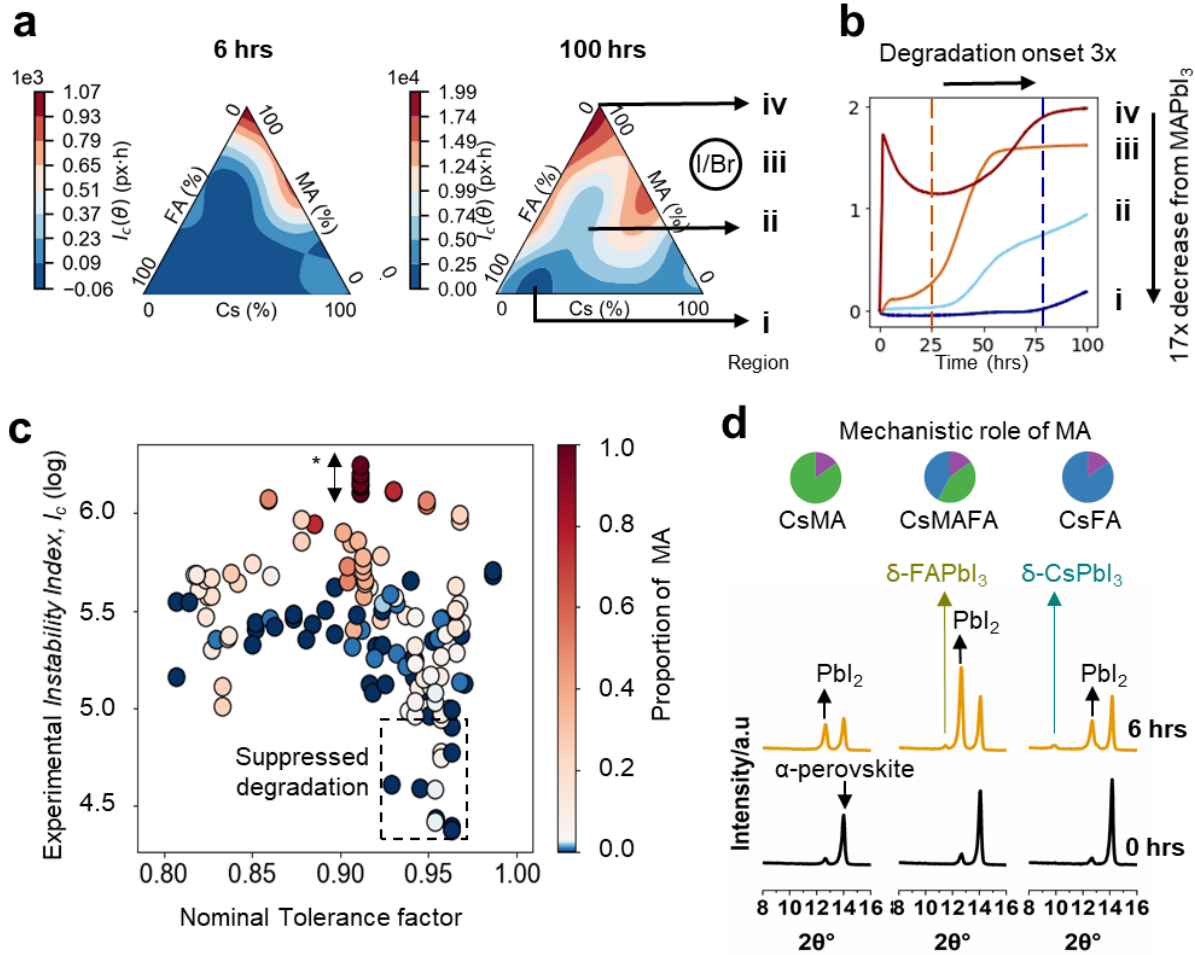 a
6 hrs
1e3
1.07
0.93
0.79
0.65
0.51
0.37
0.23
0.09
−0.06
I_c(θ) (px·h)
0
100
FA (%)
MA (%)
100
0
0
Cs (%)
100
100 hrs
1e4
1.99
1.74
1.49
1.24
0.99
0.74
0.50
0.25
0.00
0
I_c(θ) (px·h)
0
100
FA (%)
MA (%)
100
0
0
Cs (%)
100
iv
I/Br
iii
ii
i
Region
b
Degradation onset 3x
2
1
0
0 25 50 75 100
Time (hrs)
iv
iii
ii
i
17x decrease from MAPbI₃
c
Experimental Instability Index, I_c (log)
6.0
5.5
5.0
4.5
*
Suppressed
degradation
0.80 0.85 0.90 0.95 1.00
Nominal Tolerance factor
1.0
0.8
0.6
0.4
0.2
0.0
Proportion of MA
d
Mechanistic role of MA
CsMA CsMAFA CsFA
δ-FAPbI₃ δ-CsPbI₃
PbI₂
PbI₂ PbI₂
6 hrs
α-perovskite
0 hrs
Intensity/a.u
8 10 12 14 16 8 10 12 14 16 8 10 12 14 16
2θ° 2θ° 2θ°